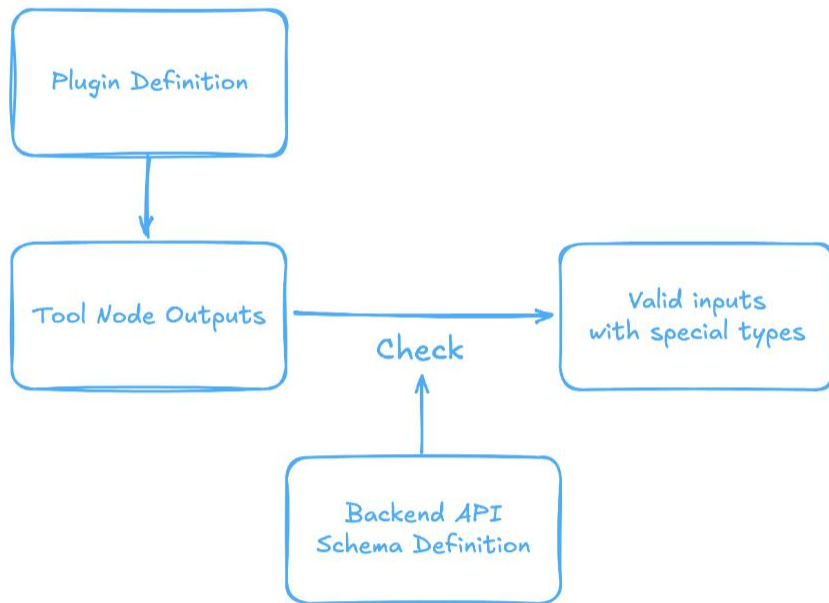 Plugin Definition
Tool Node Outputs
Valid inputs
with special types
Check
Backend API
Schema Definition